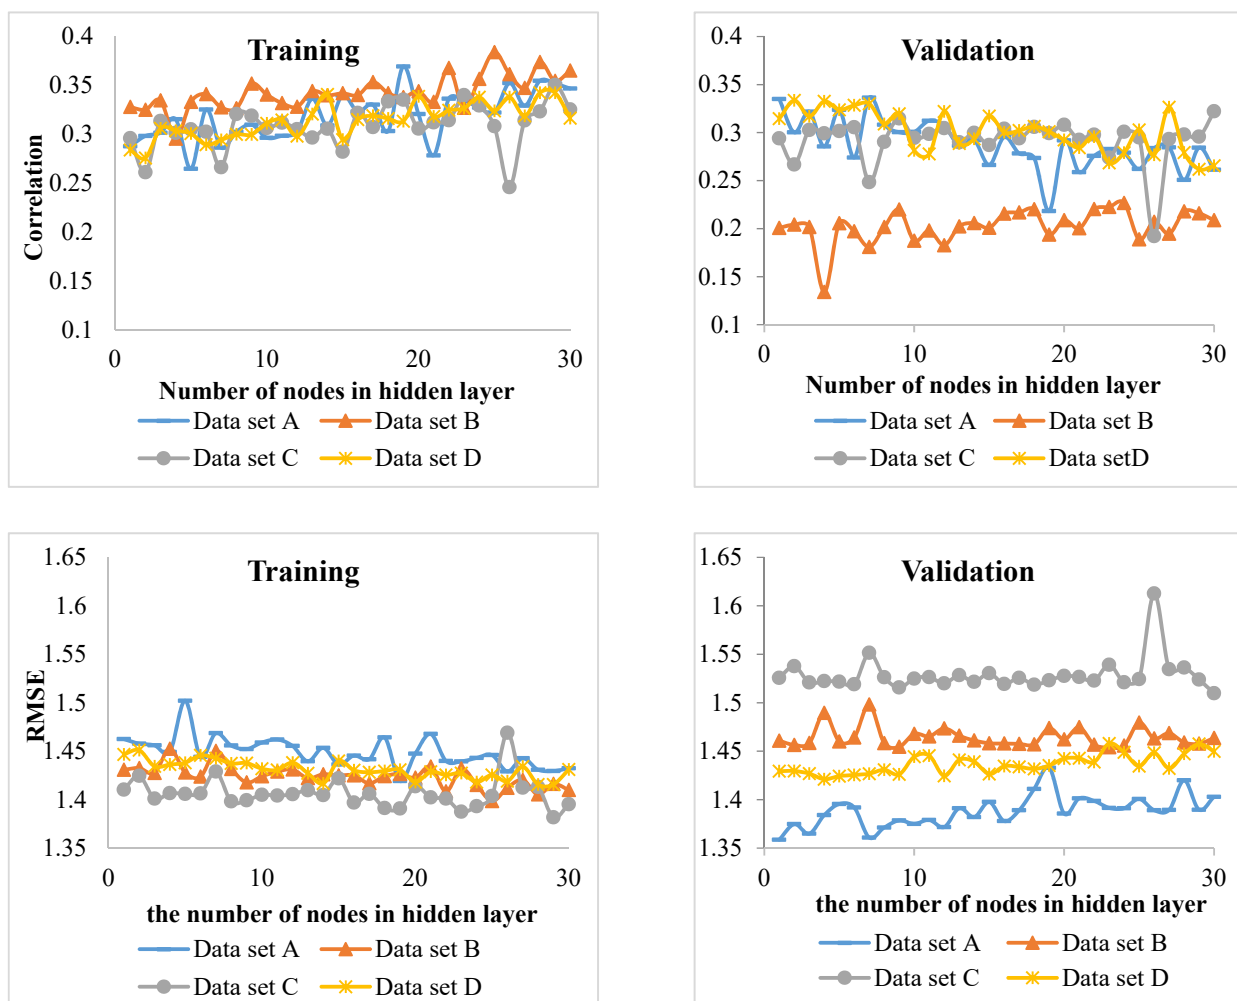 Training
Correlation
0.4
0.35
0.3
0.25
0.2
0.15
0.1
0 10 20 30
Number of nodes in hidden layer
Data set A Data set B
Data set C Data set D
Validation
0.4
0.35
0.3
0.25
0.2
0.15
0.1
0 10 20 30
Number of nodes in hidden layer
Data set A Data set B
Data set C Data setD
Training
RMSE
1.65
1.6
1.55
1.5
1.45
1.4
1.35
0 10 20 30
the number of nodes in hidden layer
Data set A Data set B
Data set C Data set D
Validation
1.65
1.6
1.55
1.5
1.45
1.4
1.35
0 10 20 30
the number of nodes in hidden layer
Data set A Data set B
Data set C Data set D